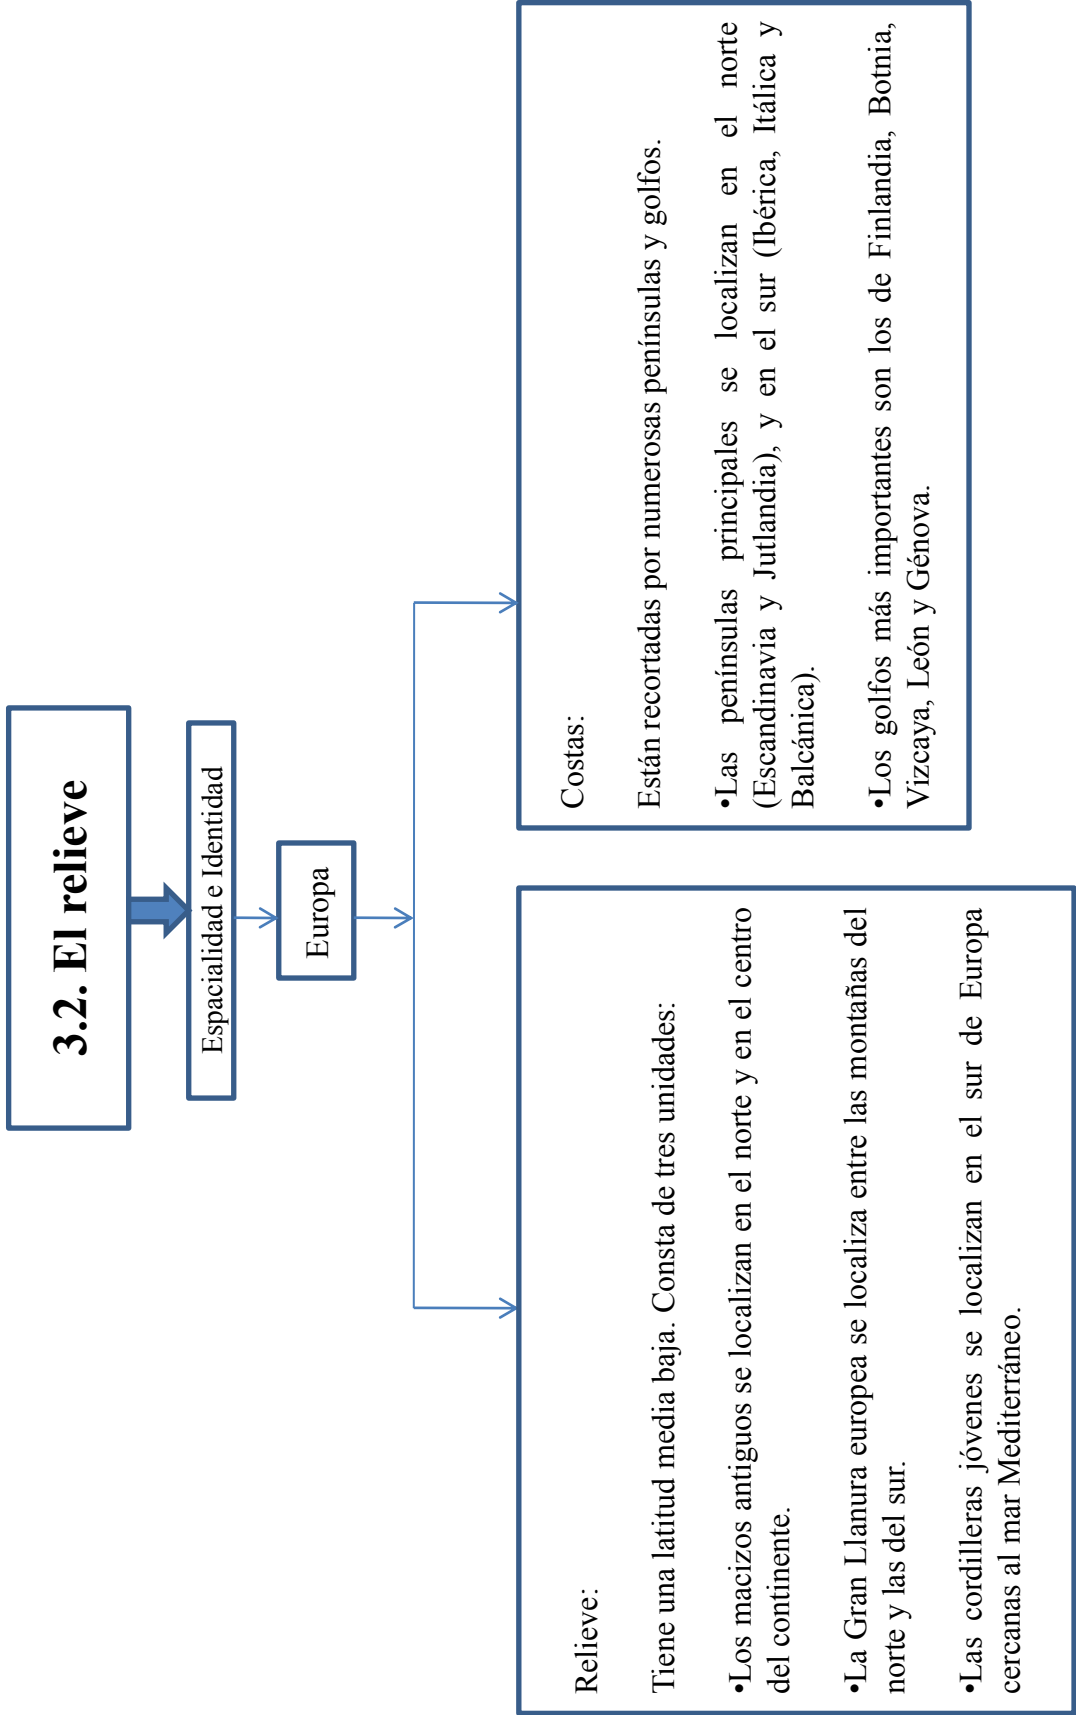 3.2. El relieve
Espacialidad e Identidad
Europa
Relieve:
Tiene una latitud media baja. Consta de tres unidades:
•Los macizos antiguos se localizan en el norte y en el centro
del continente.
•La Gran Llanura europea se localiza entre las montañas del
norte y las del sur.
•Las cordilleras jóvenes se localizan en el sur de Europa
cercanas al mar Mediterráneo.
Costas:
Están recortadas por numerosas penínsulas y golfos.
•Las penínsulas principales se localizan en el norte
(Escandinavia y Jutlandia), y en el sur (Ibérica, Itálica y
Balcánica).
•Los golfos más importantes son los de Finlandia, Botnia,
Vizcaya, León y Génova.